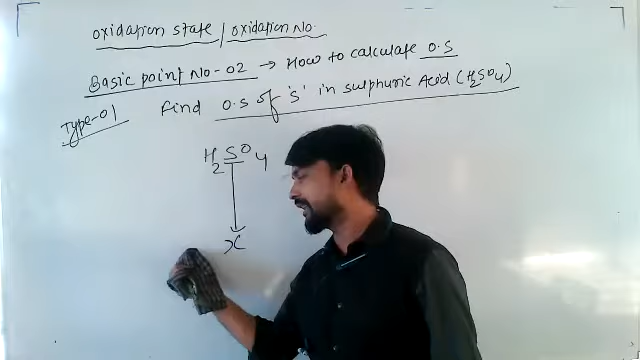 Oxidation state / Oxidation No.
Basic point No-02 → How to calculate O.S
Type-01 Find O.S of 'S' in sulphuric Acid (H2SO4)
H2SO4
x